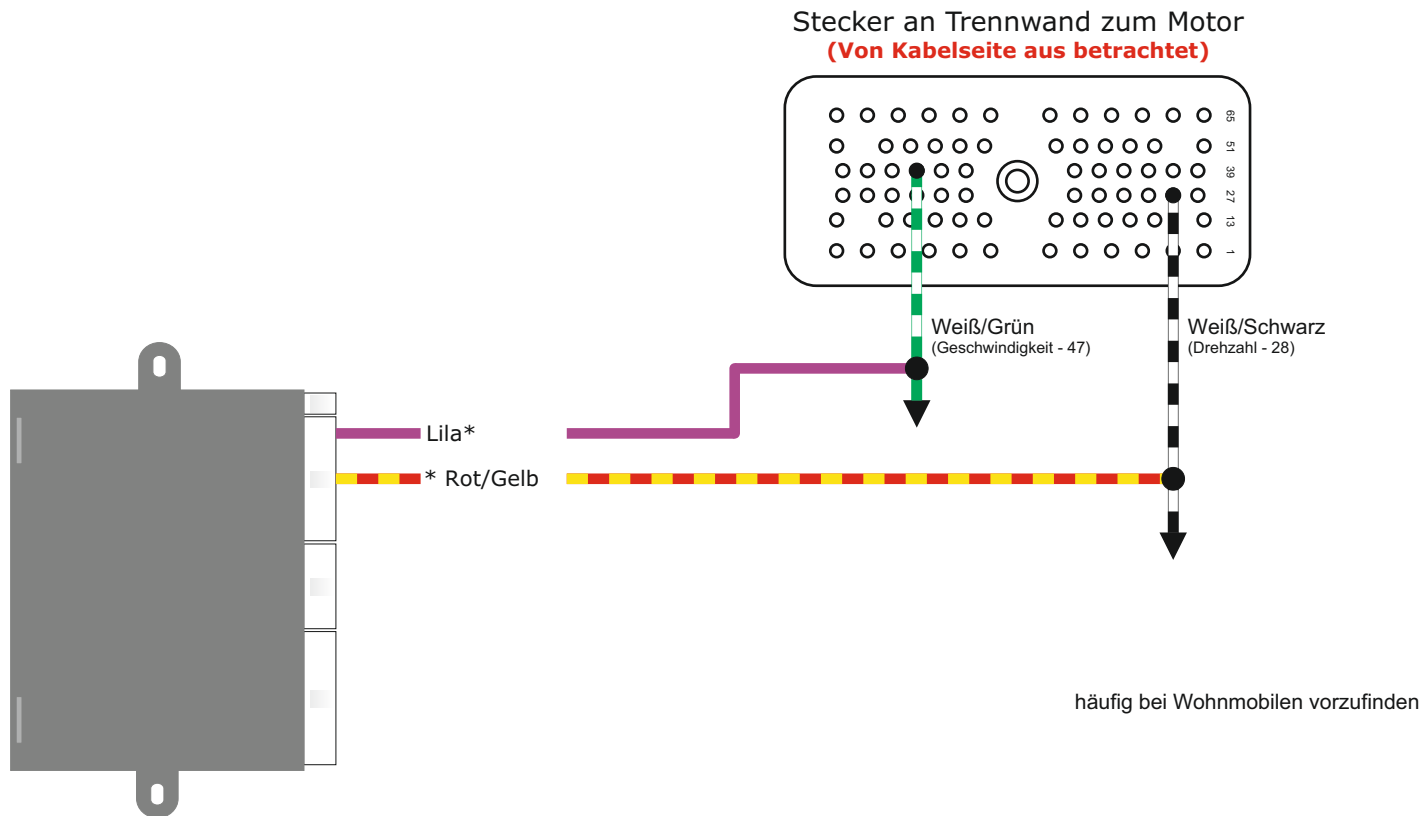 Stecker an Trennwand zum Motor
(Von Kabelseite aus betrachtet)
65
51
39
27
13
1
Weiß/Grün
(Geschwindigkeit - 47)
Weiß/Schwarz
(Drehzahl - 28)
Lila*
* Rot/Gelb
häufig bei Wohnmobilen vorzufinden